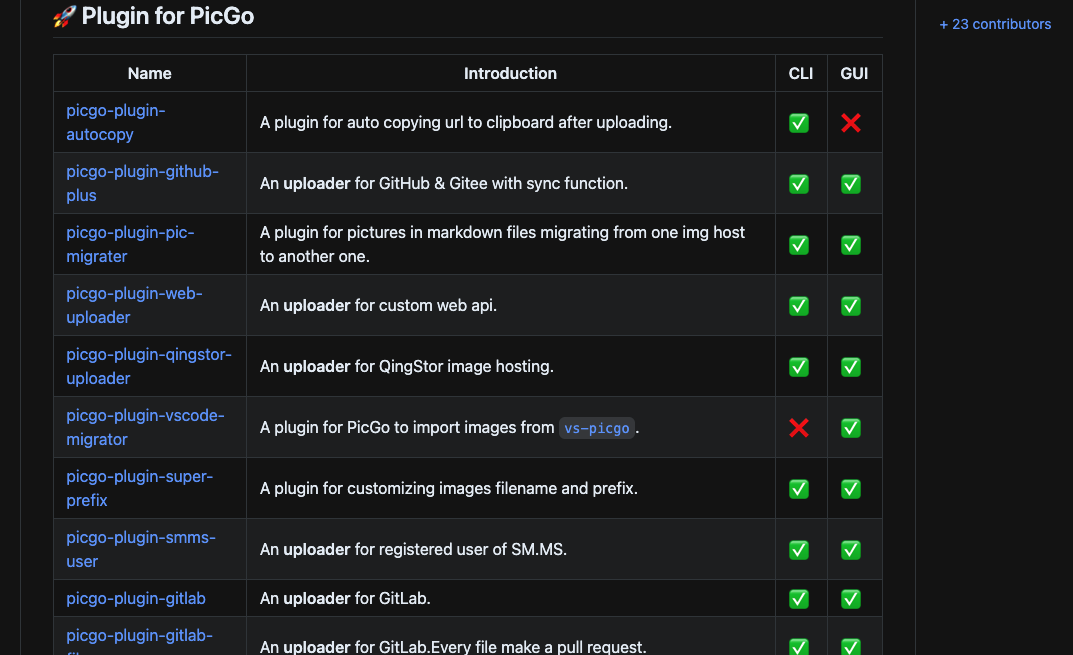 🚀 Plugin for PicGo
+ 23 contributors
Name Introduction CLI GUI
picgo-plugin-
autocopy
A plugin for auto copying url to clipboard after uploading. ✅ ❌
picgo-plugin-github-
plus
An uploader for GitHub & Gitee with sync function. ✅ ✅
picgo-plugin-pic-
migrater
A plugin for pictures in markdown files migrating from one img host
to another one. ✅ ✅
picgo-plugin-web-
uploader
An uploader for custom web api. ✅ ✅
picgo-plugin-qingstor-
uploader
An uploader for QingStor image hosting. ✅ ✅
picgo-plugin-vscode-
migrator
A plugin for PicGo to import images from vs-picgo. ❌ ✅
picgo-plugin-super-
prefix
A plugin for customizing images filename and prefix. ✅ ✅
picgo-plugin-smms-
user
An uploader for registered user of SM.MS. ✅ ✅
picgo-plugin-gitlab An uploader for GitLab. ✅ ✅
picgo-plugin-gitlab-
An uploader for GitLab.Every file make a pull request. ✅ ✅